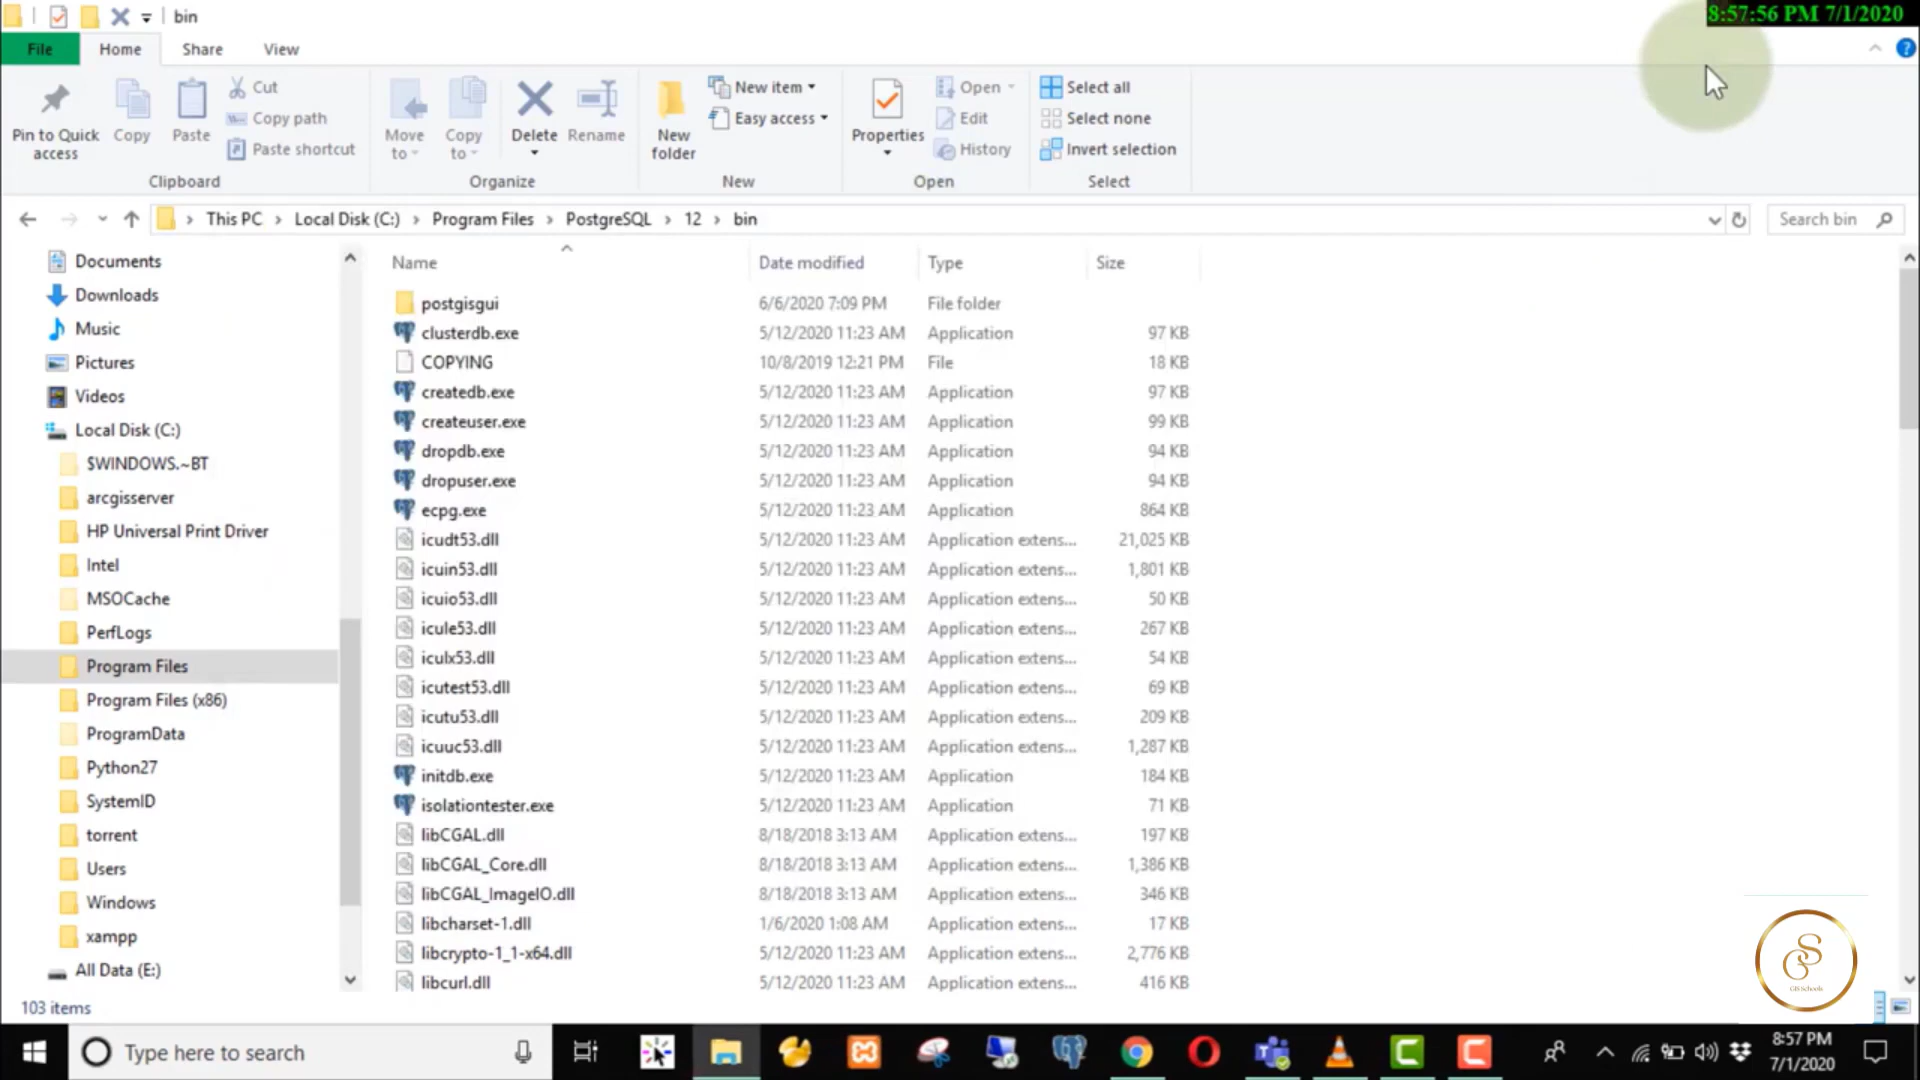 bin
8:57:56 PM 7/1/2020
File
Home
Share
View
Pin to Quick
access
Copy
Paste
Cut
Copy path
Paste shortcut
Clipboard
Move
to
Copy
to
Delete
Rename
Organize
New
folder
New item
Easy access
New
Properties
Open
Edit
History
Open
Select all
Select none
Invert selection
Select
This PC
Local Disk (C:)
Program Files
PostgreSQL
12
bin
Search bin
Documents
Downloads
Music
Pictures
Videos
Local Disk (C:)
$WINDOWS.~BT
arcgisserver
HP Universal Print Driver
Intel
MSOCache
PerfLogs
Program Files
Program Files (x86)
ProgramData
Python27
SystemID
torrent
Users
Windows
xampp
All Data (E:)
Name Date modified Type Size
postgisgui 6/6/2020 7:09 PM File folder
clusterdb.exe 5/12/2020 11:23 AM Application 97 KB
COPYING 10/8/2019 12:21 PM File 18 KB
createdb.exe 5/12/2020 11:23 AM Application 97 KB
createuser.exe 5/12/2020 11:23 AM Application 99 KB
dropdb.exe 5/12/2020 11:23 AM Application 94 KB
dropuser.exe 5/12/2020 11:23 AM Application 94 KB
ecpg.exe 5/12/2020 11:23 AM Application 864 KB
icudt53.dll 5/12/2020 11:23 AM Application extens... 21,025 KB
icuin53.dll 5/12/2020 11:23 AM Application extens... 1,801 KB
icuio53.dll 5/12/2020 11:23 AM Application extens... 50 KB
icule53.dll 5/12/2020 11:23 AM Application extens... 267 KB
iculx53.dll 5/12/2020 11:23 AM Application extens... 54 KB
icutest53.dll 5/12/2020 11:23 AM Application extens... 69 KB
icutu53.dll 5/12/2020 11:23 AM Application extens... 209 KB
icuuc53.dll 5/12/2020 11:23 AM Application extens... 1,287 KB
initdb.exe 5/12/2020 11:23 AM Application 184 KB
isolationtester.exe 5/12/2020 11:23 AM Application 71 KB
libCGAL.dll 8/18/2018 3:13 AM Application extens... 197 KB
libCGAL_Core.dll 8/18/2018 3:13 AM Application extens... 1,386 KB
libCGAL_ImageIO.dll 8/18/2018 3:13 AM Application extens... 346 KB
libcharset-1.dll 1/6/2020 1:08 AM Application extens... 17 KB
libcrypto-1_1-x64.dll 5/12/2020 11:23 AM Application extens... 2,776 KB
libcurl.dll 5/12/2020 11:23 AM Application extens... 416 KB
103 items
Type here to search
8:57 PM
7/1/2020